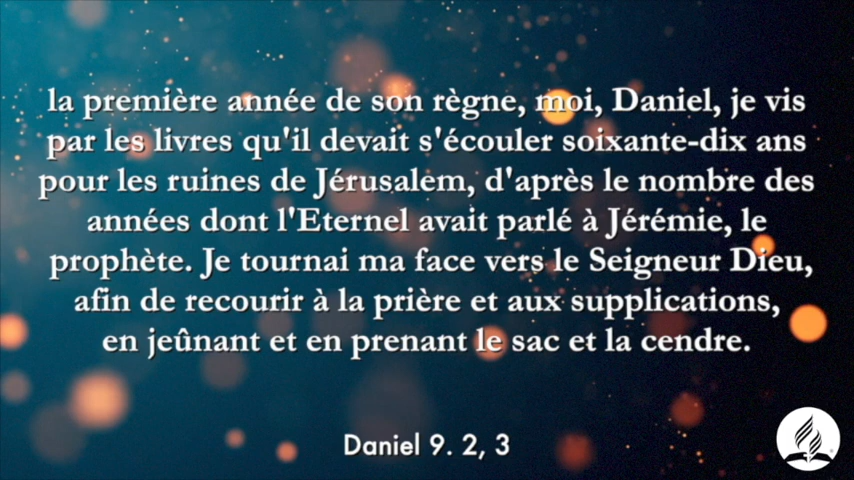 la première année de son règne, moi, Daniel, je vis
par les livres qu'il devait s'écouler soixante-dix ans
pour les ruines de Jérusalem, d'après le nombre des
années dont l'Eternel avait parlé à Jérémie, le
prophète. Je tournai ma face vers le Seigneur Dieu,
afin de recourir à la prière et aux supplications,
en jeûnant et en prenant le sac et la cendre.
Daniel 9. 2, 3